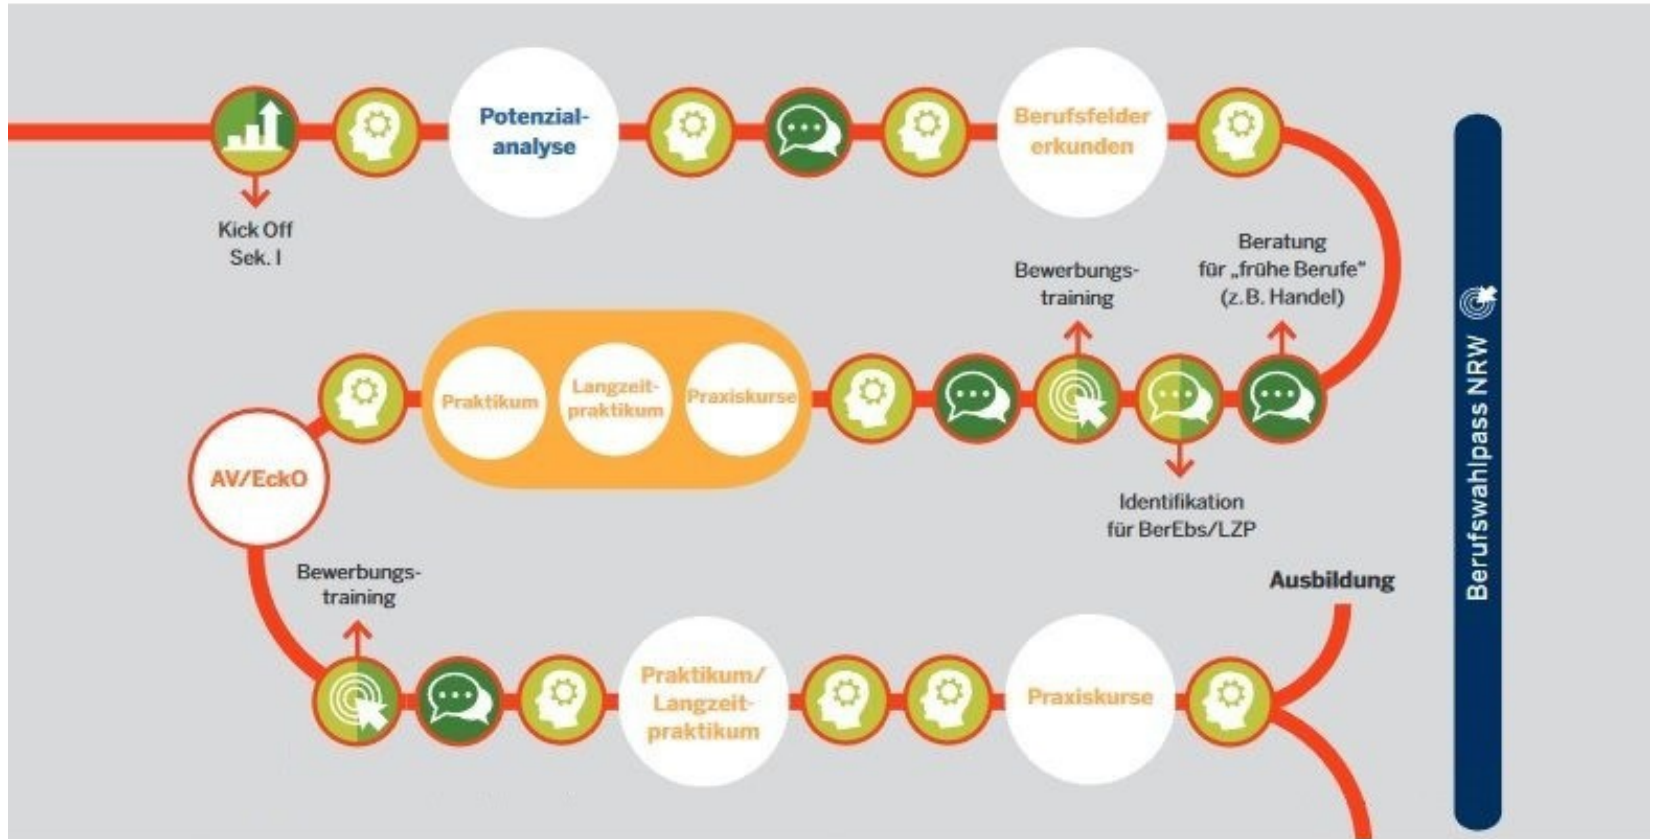 Potenzial-
analyse
Berufsfelder
erkunden
Kick Off
Sek. I
Beratung
für „frühe Berufe“
(z.B. Handel)
Bewerbungs-
training
Praktikum
Langzeit-
praktikum
Praxiskurse
AV/EckO
Identifikation
für BerEbs/LZP
Bewerbungs-
training
Ausbildung
Praktikum/
Langzeit-
praktikum
Praxiskurse
Berufswahlpass NRW